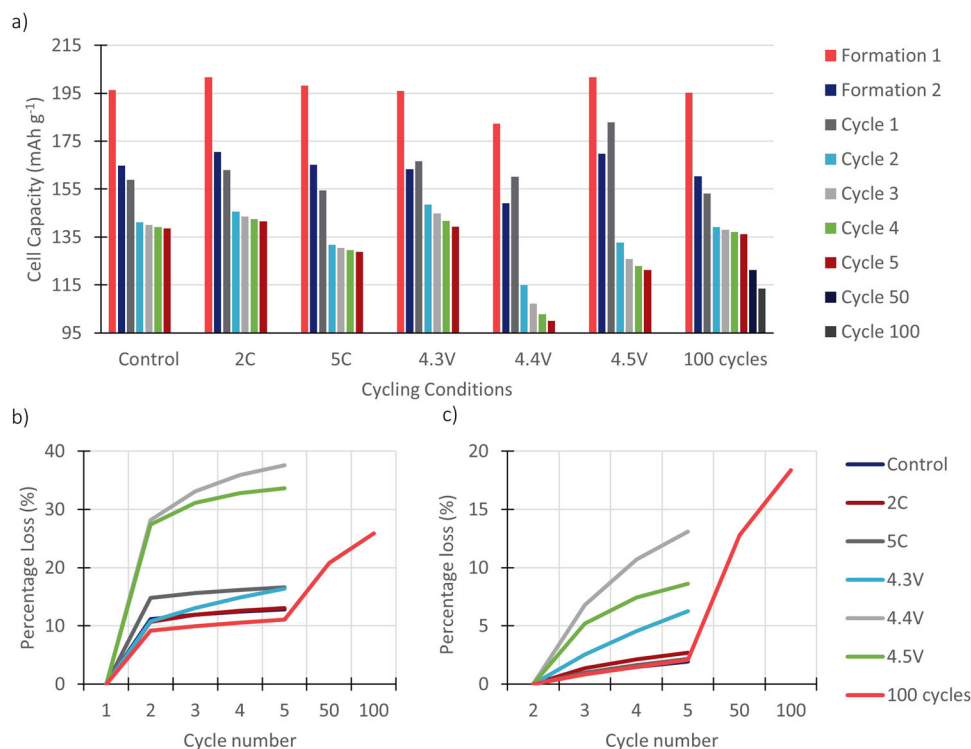 a)
Cell Capacity (mAh g⁻¹)
215
195
175
155
135
115
95
Control 2C 5C 4.3V 4.4V 4.5V 100 cycles
Cycling Conditions
Formation 1
Formation 2
Cycle 1
Cycle 2
Cycle 3
Cycle 4
Cycle 5
Cycle 50
Cycle 100
b)
Percentage Loss (%)
40
30
20
10
0
1 2 3 4 5 50 100
Cycle number
c)
Percentage loss (%)
20
15
10
5
0
2 3 4 5 50 100
Cycle number
Control
2C
5C
4.3V
4.4V
4.5V
100 cycles